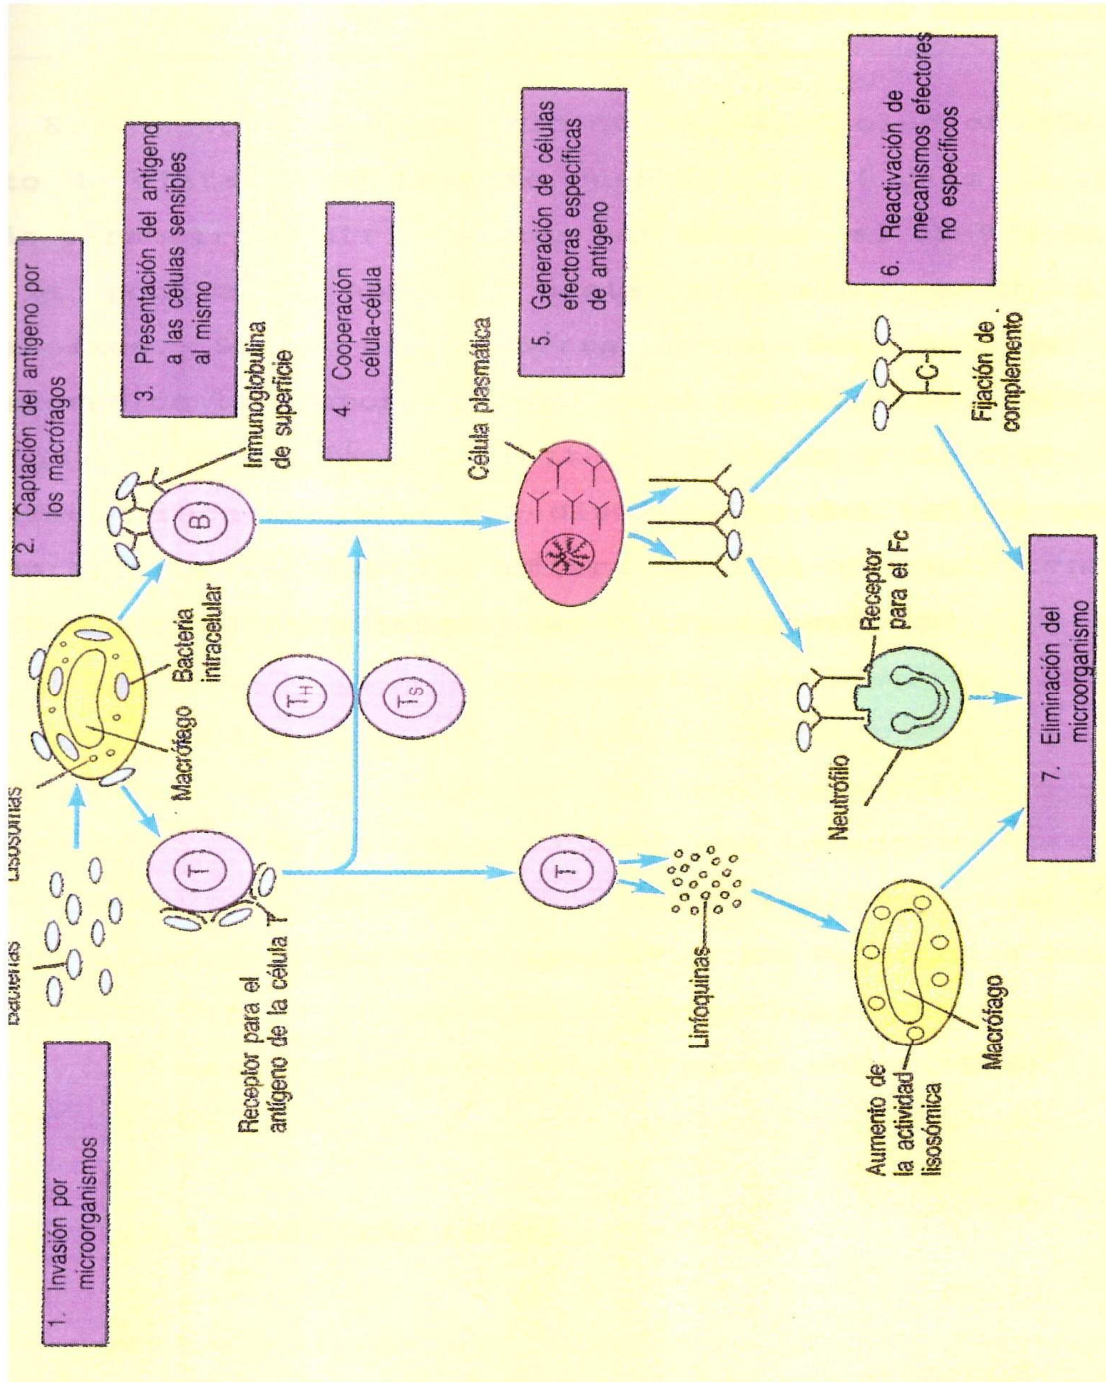 1. Invasión por
microorganismos
Bacterias
Lisosomas
2. Captación del antígeno por
los macrófagos
Macrófago
Bacteria
intracelular
3. Presentación del antígeno
a las células sensibles
al mismo
T
B
Inmunoglobulina
de superficie
Receptor para el
antígeno de la célula T
TH
TS
4. Cooperación
célula-célula
T
Célula plasmática
5. Generación de células
efectoras específicas
de antígeno
Linfoquinas
Aumento de
la actividad
lisosómica
Macrófago
Neutrófilo
Receptor
para el Fc
-C-
Fijación de
complemento
6. Reactivación de
mecanismos efectores
no específicos
7. Eliminación del
microorganismo